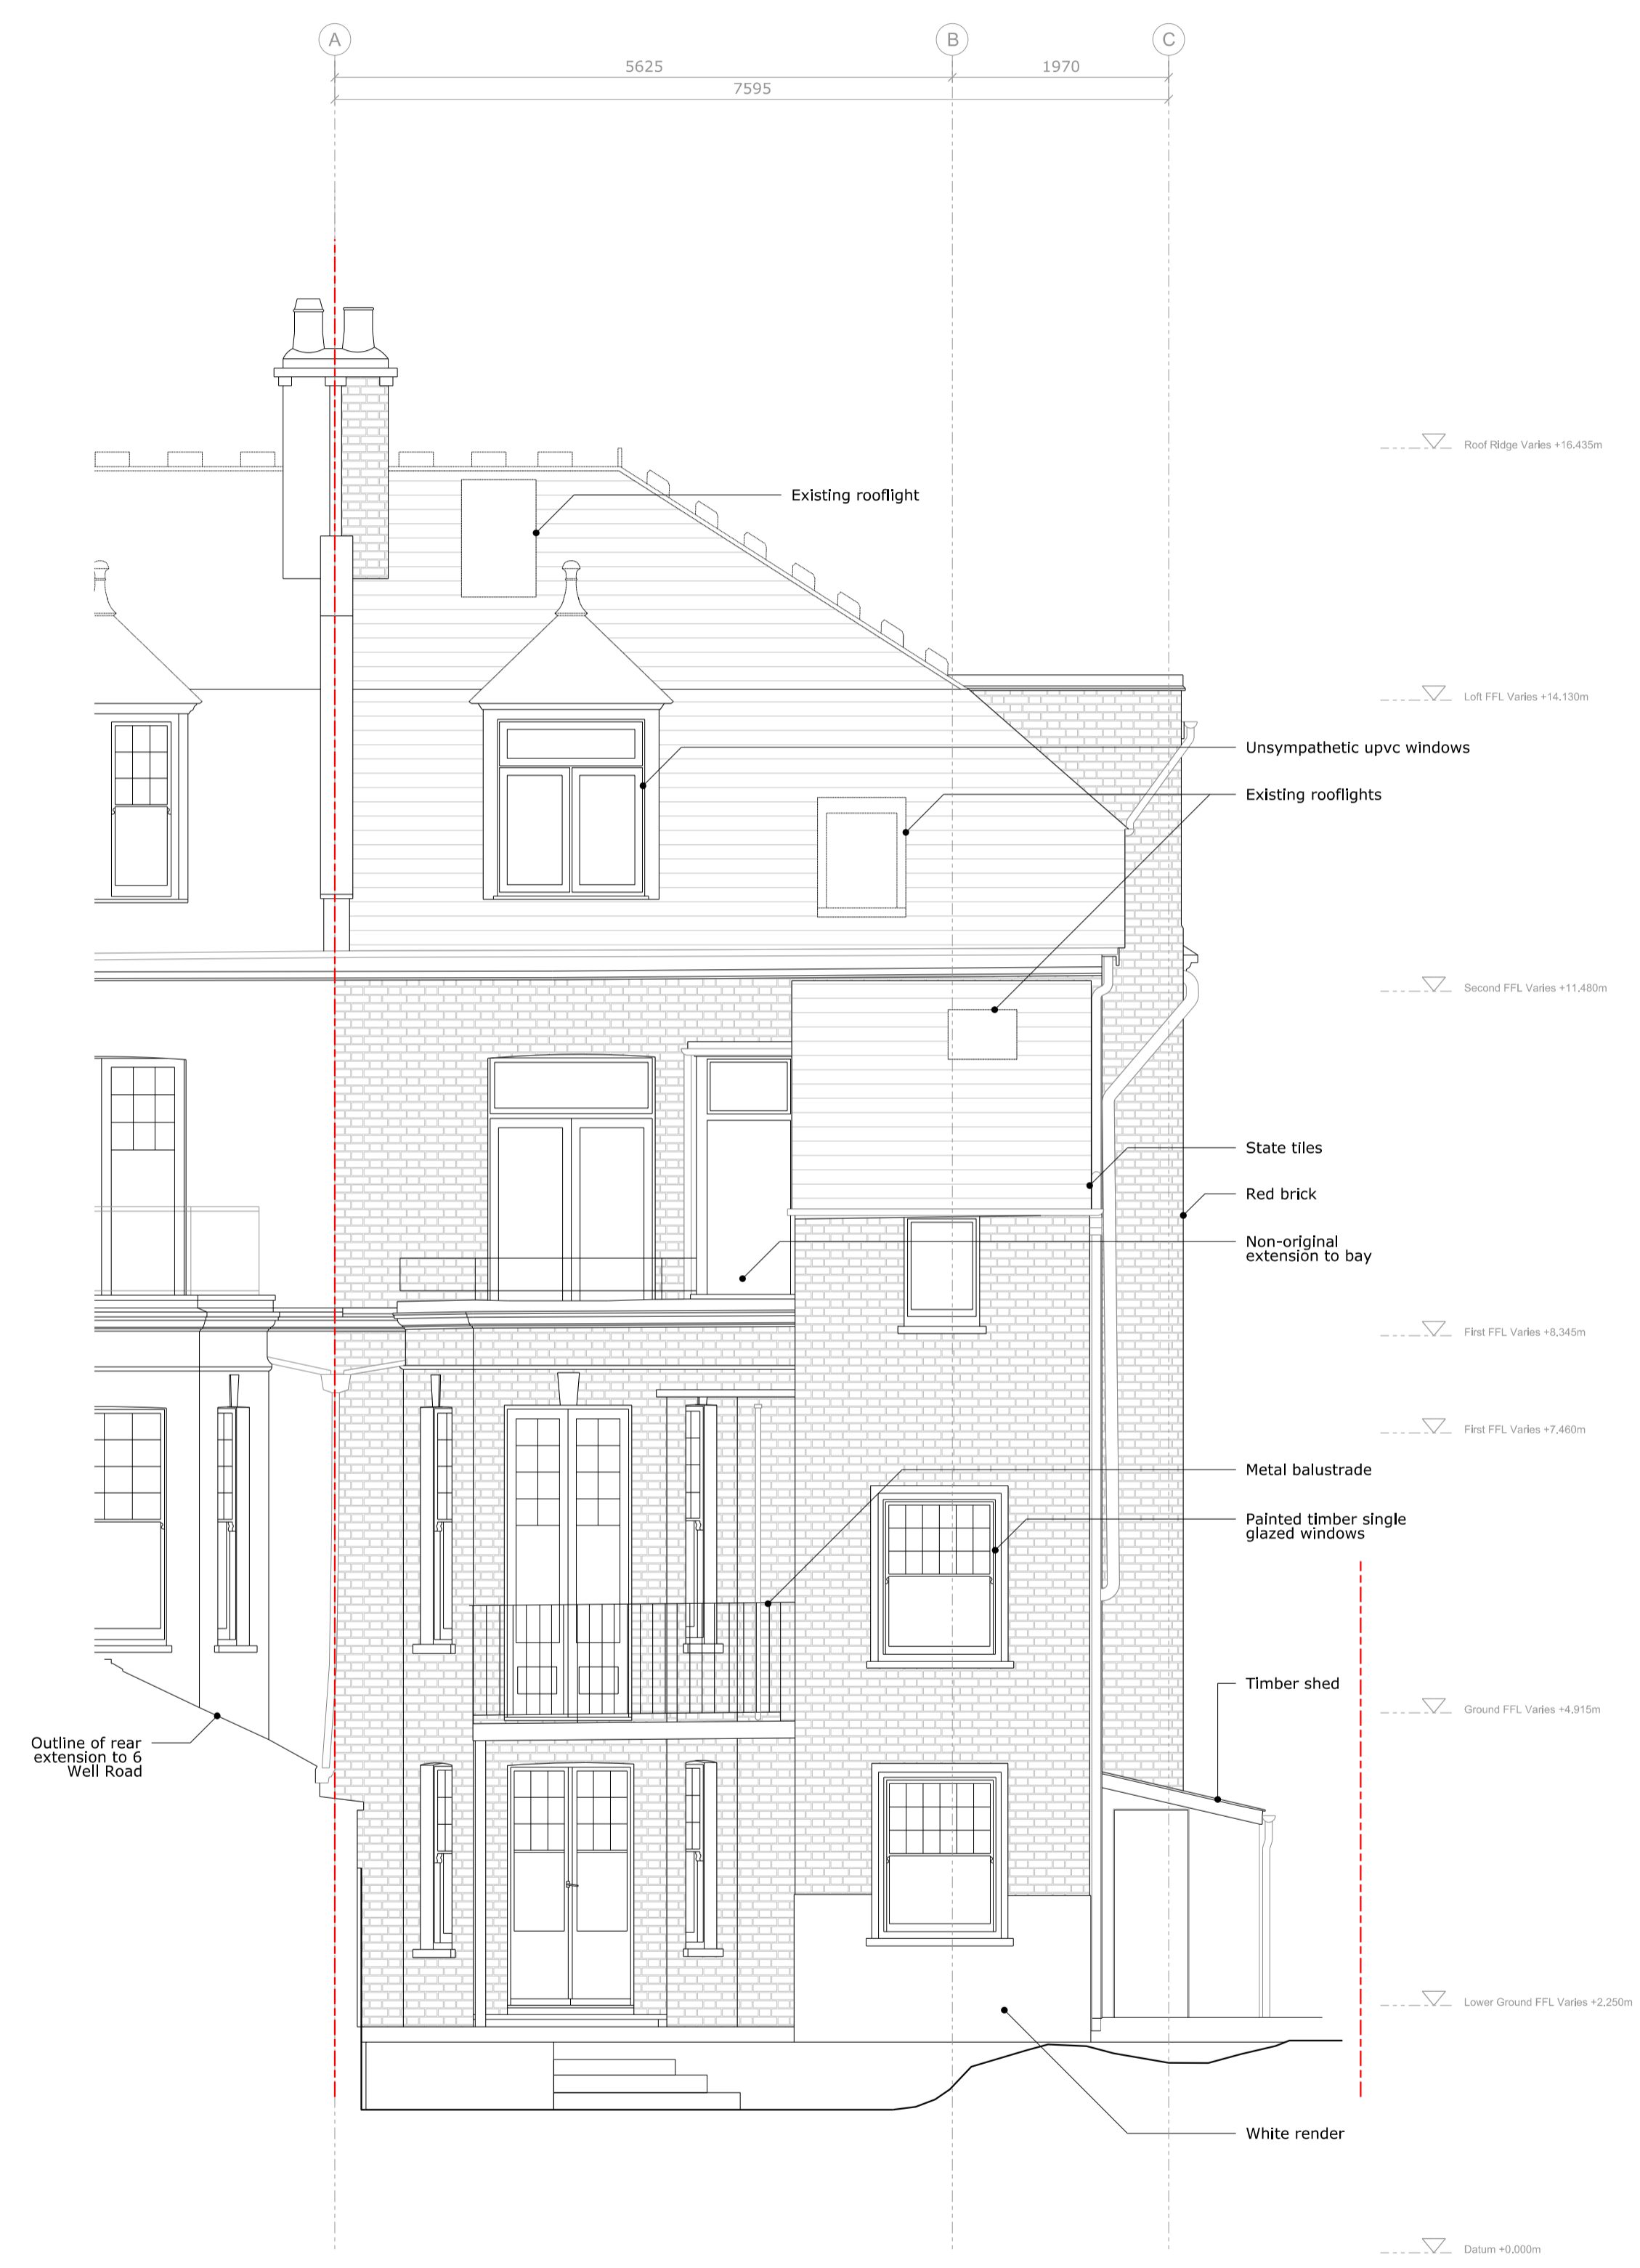 A
B
C
5625
1970
7595
Roof Ridge Varies +16.435m
Existing rooflight
Loft FFL Varies +14,130m
Unsympathetic upvc windows
Existing rooflights
Second FFL Varies +11,480m
State tiles
Red brick
Non-original
extension to bay
First FFL Varies +8,345m
First FFL Varies +7,460m
Metal balustrade
Painted timber single
glazed windows
Timber shed
Ground FFL Varies +4,915m
Outline of rear
extension to 6
Well Road
Lower Ground FFL Varies +2,250m
White render
Datum +0,000m